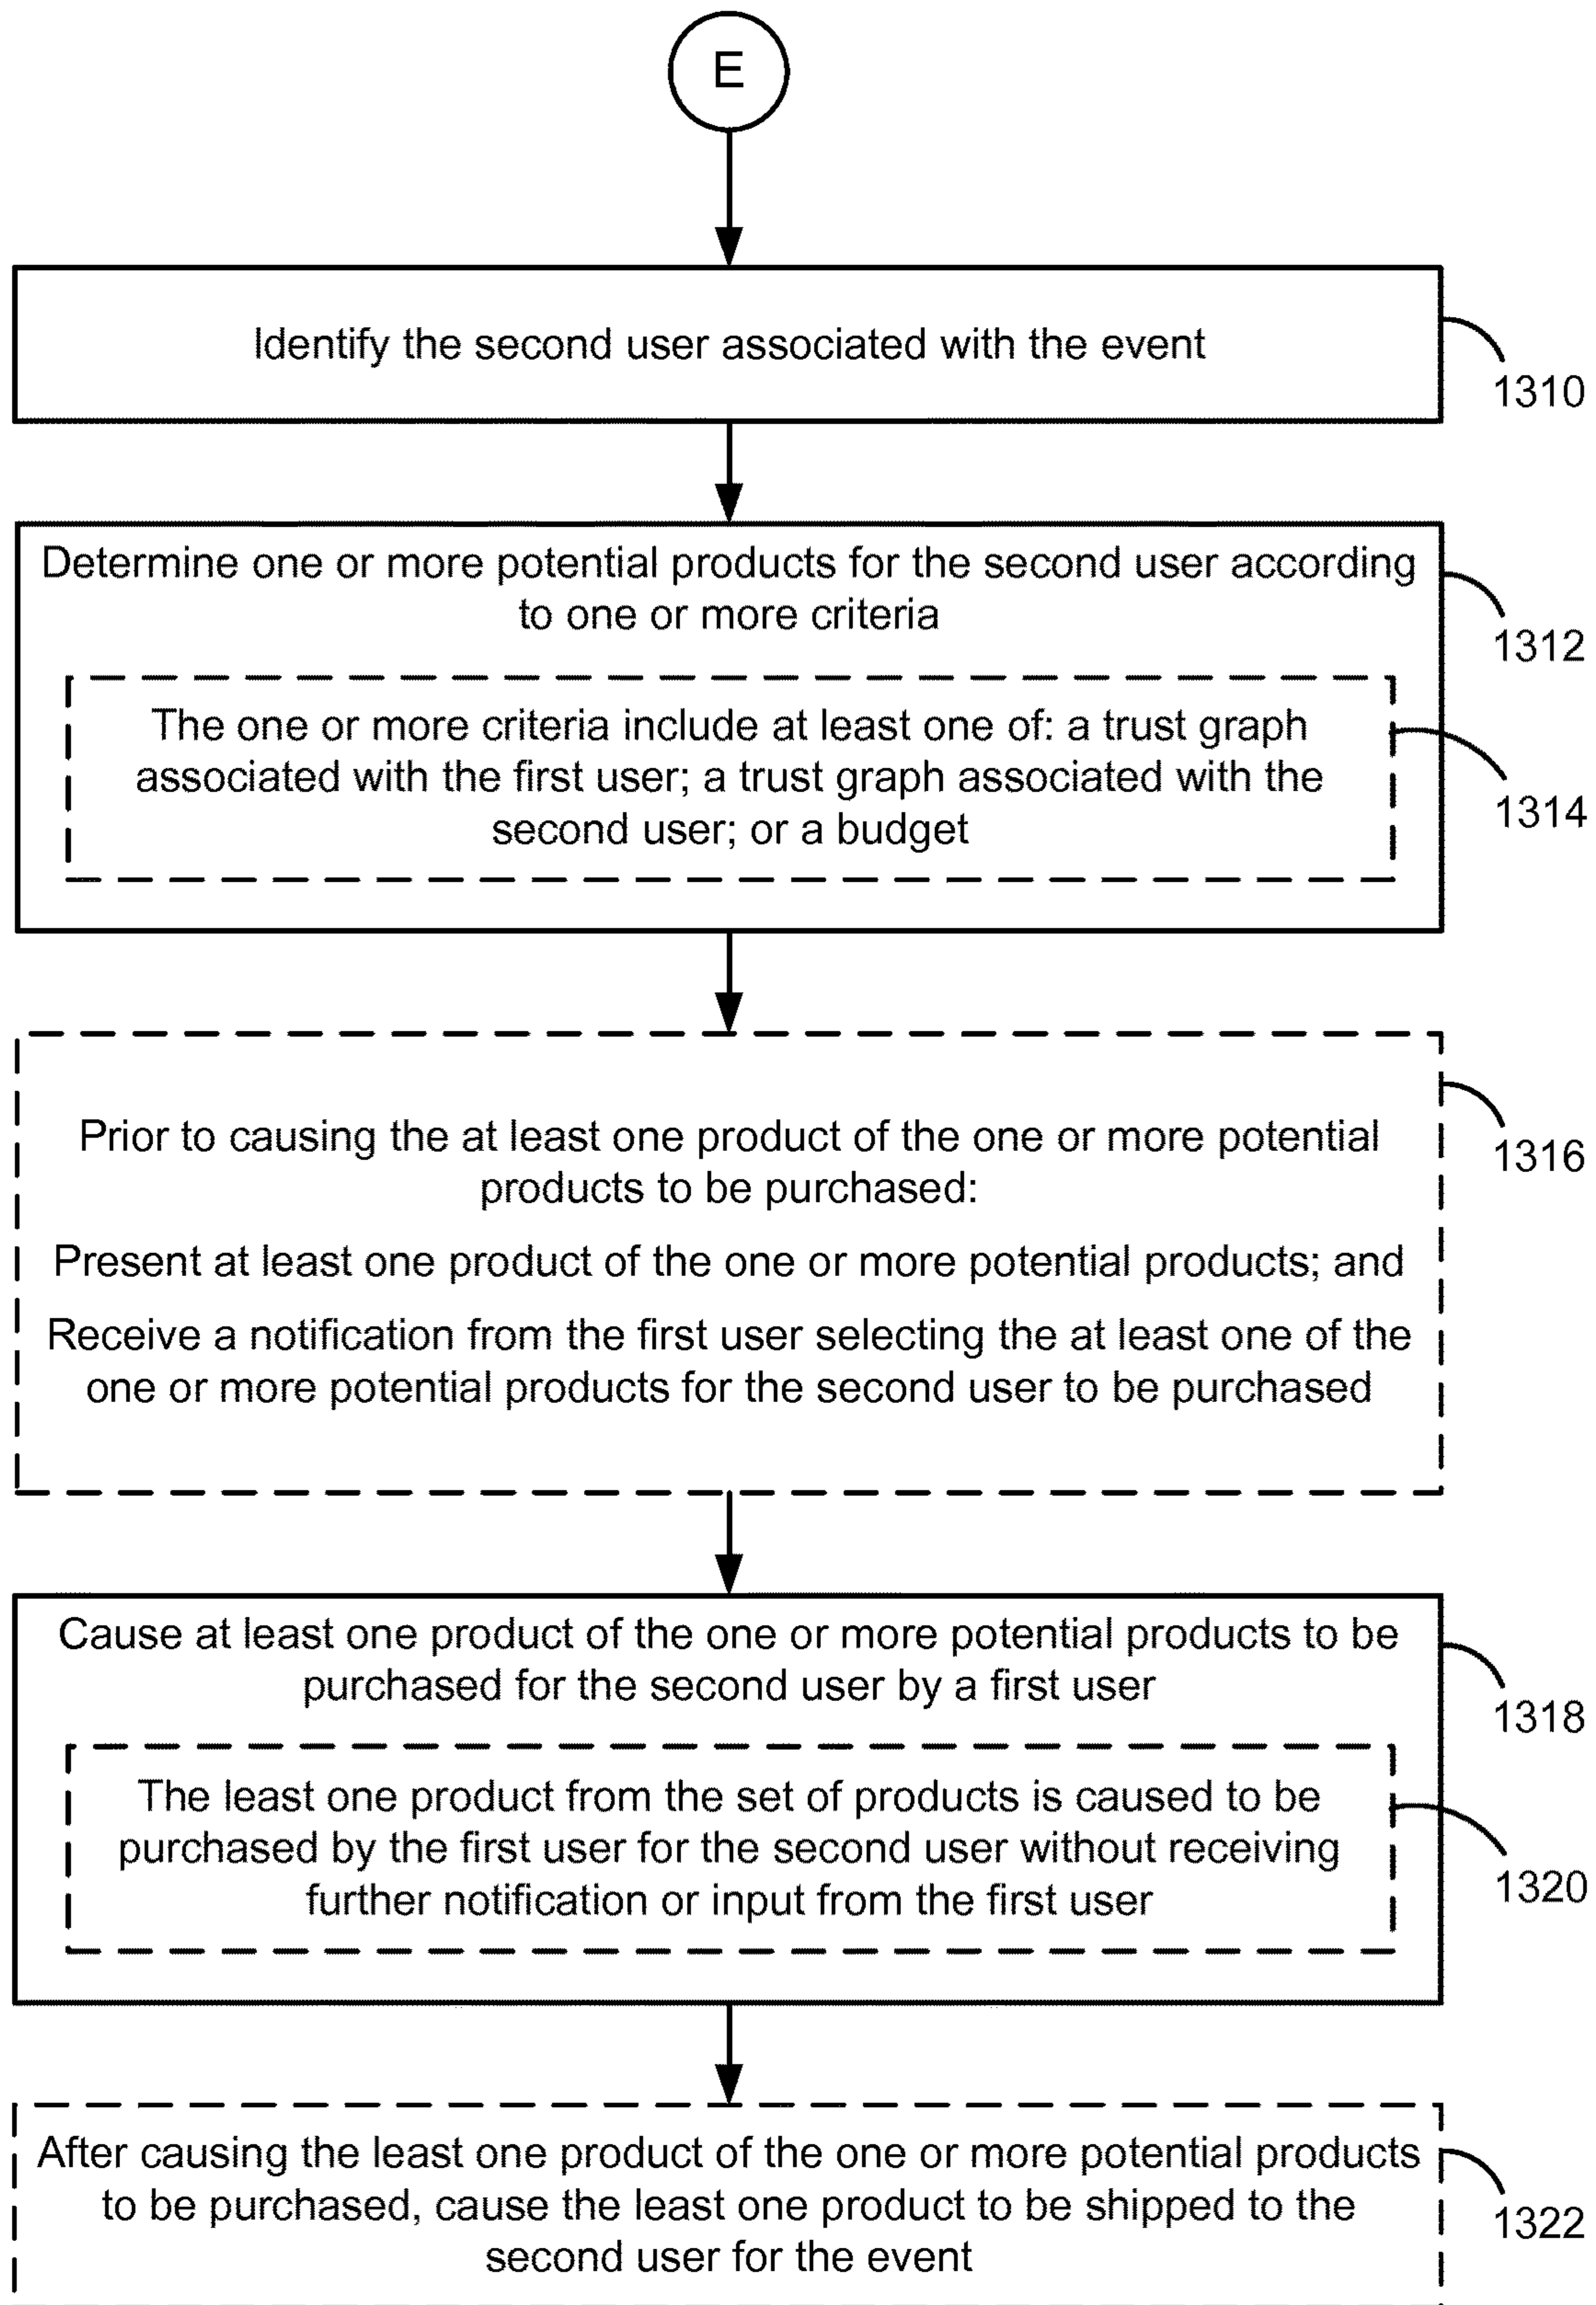 E
Identify the second user associated with the event
1310
Determine one or more potential products for the second user according
to one or more criteria
1312
The one or more criteria include at least one of: a trust graph
associated with the first user; a trust graph associated with the
second user; or a budget
1314
Prior to causing the at least one product of the one or more potential
products to be purchased:
Present at least one product of the one or more potential products; and
Receive a notification from the first user selecting the at least one of the
one or more potential products for the second user to be purchased
1316
Cause at least one product of the one or more potential products to be
purchased for the second user by a first user
1318
The least one product from the set of products is caused to be
purchased by the first user for the second user without receiving
further notification or input from the first user
1320
After causing the least one product of the one or more potential products
to be purchased, cause the least one product to be shipped to the
second user for the event
1322